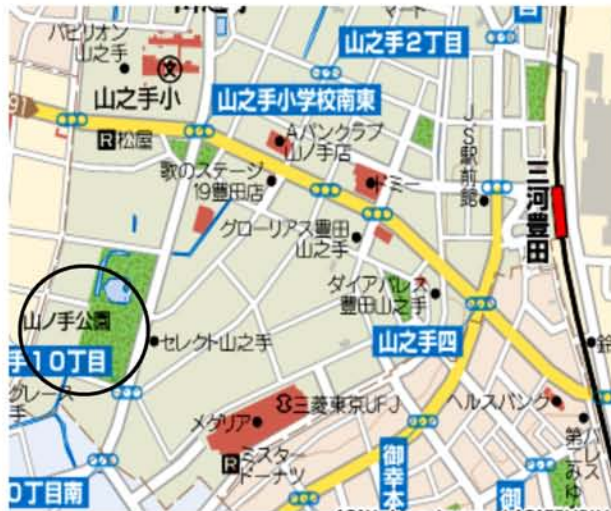 パビリオン
山之手
山之手小
山之手2丁目
山之手小学校南東
R松屋
Aバンクラブ
山ノ手店
歌のステージ
19豊田店
ドミー
JS駅前館
三河豊田
グローリアス豊田
山之手
ダイアパレス
豊田山之手
山ノ手公園
セレクト山之手
山之手四
手10丁目
メグリア
三菱東京UFJ
ヘルスバンク
R
ミスター
ドーナツ
御幸本
0丁目南
御